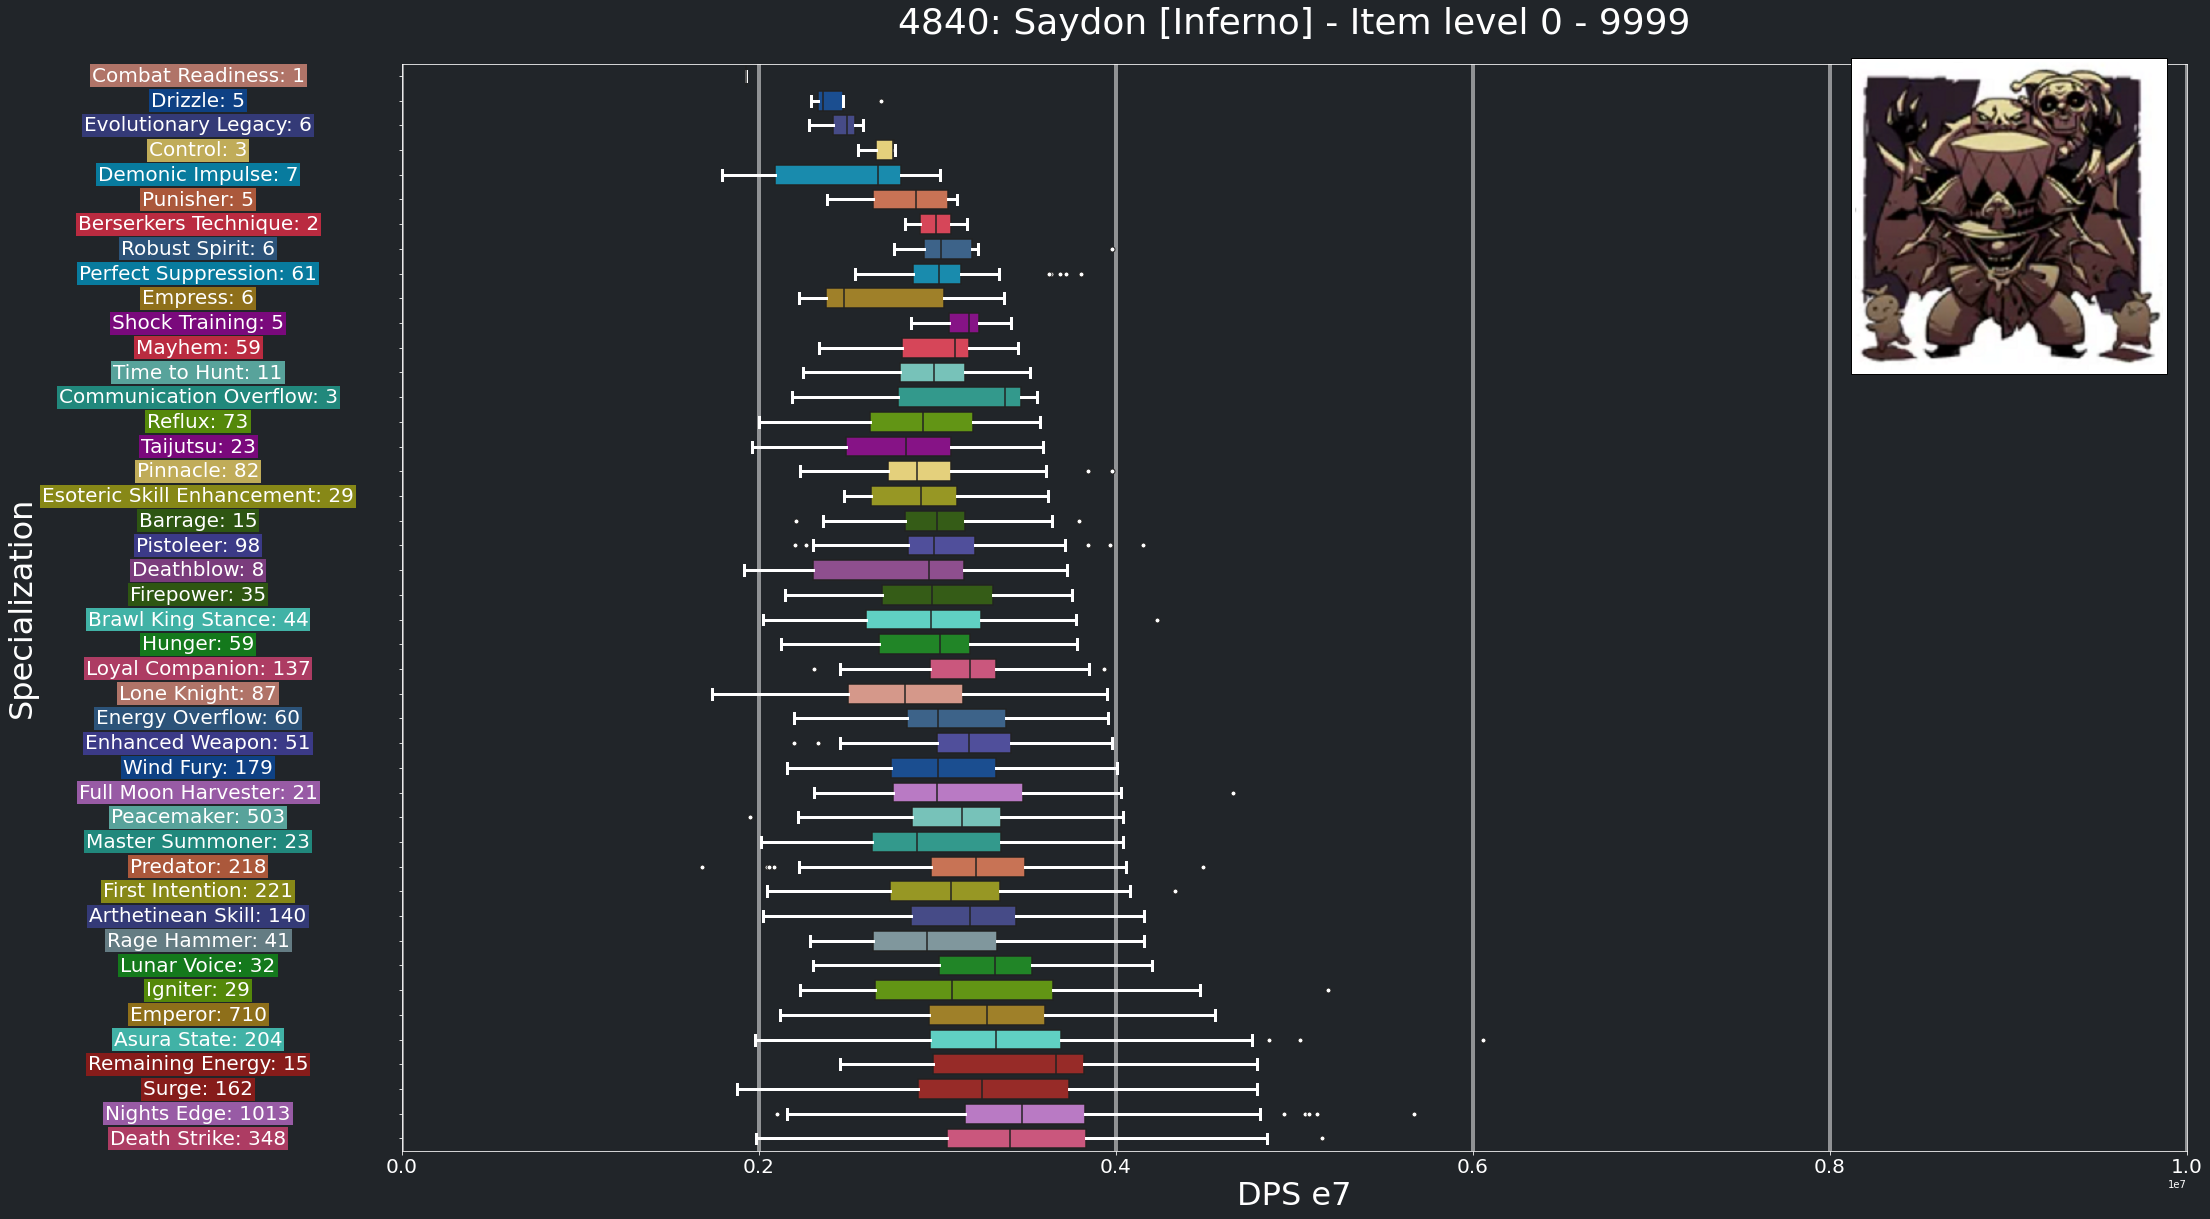 4840: Saydon [Inferno] - Item level 0 - 9999
Specialization
Combat Readiness: 1
Drizzle: 5
Evolutionary Legacy: 6
Control: 3
Demonic Impulse: 7
Punisher: 5
Berserkers Technique: 2
Robust Spirit: 6
Perfect Suppression: 61
Empress: 6
Shock Training: 5
Mayhem: 59
Time to Hunt: 11
Communication Overflow: 3
Reflux: 73
Taijutsu: 23
Pinnacle: 82
Esoteric Skill Enhancement: 29
Barrage: 15
Pistoleer: 98
Deathblow: 8
Firepower: 35
Brawl King Stance: 44
Hunger: 59
Loyal Companion: 137
Lone Knight: 87
Energy Overflow: 60
Enhanced Weapon: 51
Wind Fury: 179
Full Moon Harvester: 21
Peacemaker: 503
Master Summoner: 23
Predator: 218
First Intention: 221
Arthetinean Skill: 140
Rage Hammer: 41
Lunar Voice: 32
Igniter: 29
Emperor: 710
Asura State: 204
Remaining Energy: 15
Surge: 162
Nights Edge: 1013
Death Strike: 348
0.0 0.2 0.4 0.6 0.8 1.0
1e7
DPS e7